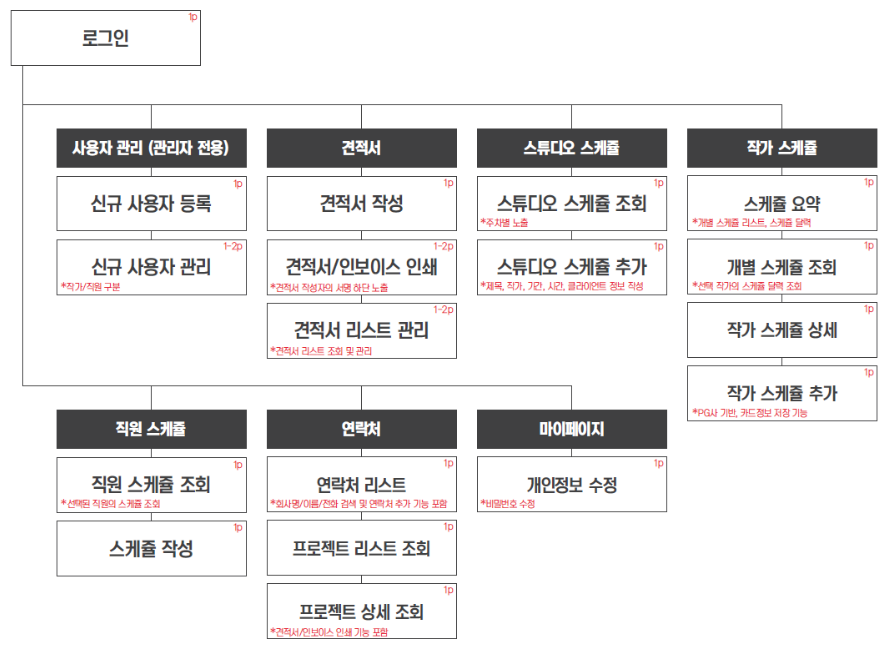 1p
로그인
사용자 관리 (관리자 전용)
1p
신규 사용자 등록
1-2p
신규 사용자 관리
*작가/직원 구분
견적서
1p
견적서 작성
1-2p
견적서/인보이스 인쇄
*견적서 작성자의 서명 하단 노출
1-2p
견적서 리스트 관리
*견적서 리스트 조회 및 관리
스튜디오 스케쥴
1p
스튜디오 스케쥴 조회
*주차별 노출
1p
스튜디오 스케쥴 추가
*제목, 작가, 기간, 시간, 클라이언트 정보 작성
작가 스케쥴
1p
스케쥴 요약
*개별 스케쥴 리스트, 스케쥴 달력
1p
개별 스케쥴 조회
*선택 작가의 스케쥴 달력 조회
1p
작가 스케쥴 상세
1p
작가 스케쥴 추가
*PG사 기반, 카드정보 저장 기능
직원 스케쥴
1p
직원 스케쥴 조회
*선택된 직원의 스케쥴 조회
1p
스케쥴 작성
연락처
1p
연락처 리스트
*회사명/이름/전화 검색 및 연락처 추가 기능 포함
1p
프로젝트 리스트 조회
1p
프로젝트 상세 조회
*견적서/인보이스 인쇄 기능 포함
마이페이지
1p
개인정보 수정
*비밀번호 수정